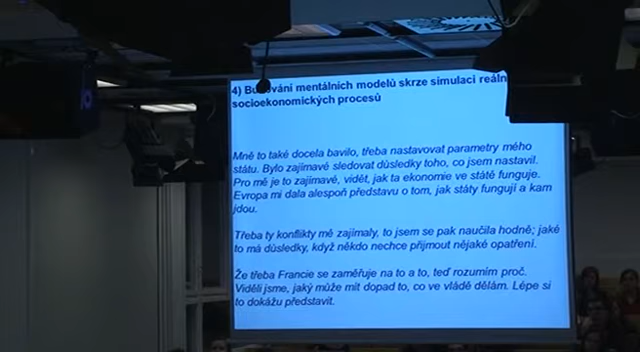 4) Budování mentálních modelů skrze simulaci reáln
socioekonomických procesů
Mně to také docela bavilo, třeba nastavovat parametry mého
státu. Bylo zajímavé sledovat důsledky toho, co jsem nastavil.
Pro mě je to zajímavé, vidět, jak ta ekonomie ve státě funguje.
Evropa mi dala alespoň představu o tom, jak státy fungují a kam
jdou.
Třeba ty konflikty mě zajímaly, to jsem se pak naučila hodně; jaké
to má důsledky, když někdo nechce přijmout nějaké opatření.
Že třeba Francie se zaměřuje na to a to, teď rozumím proč.
Viděli jsme, jaký může mít dopad to, co ve vládě dělám. Lépe si
to dokážu představit.